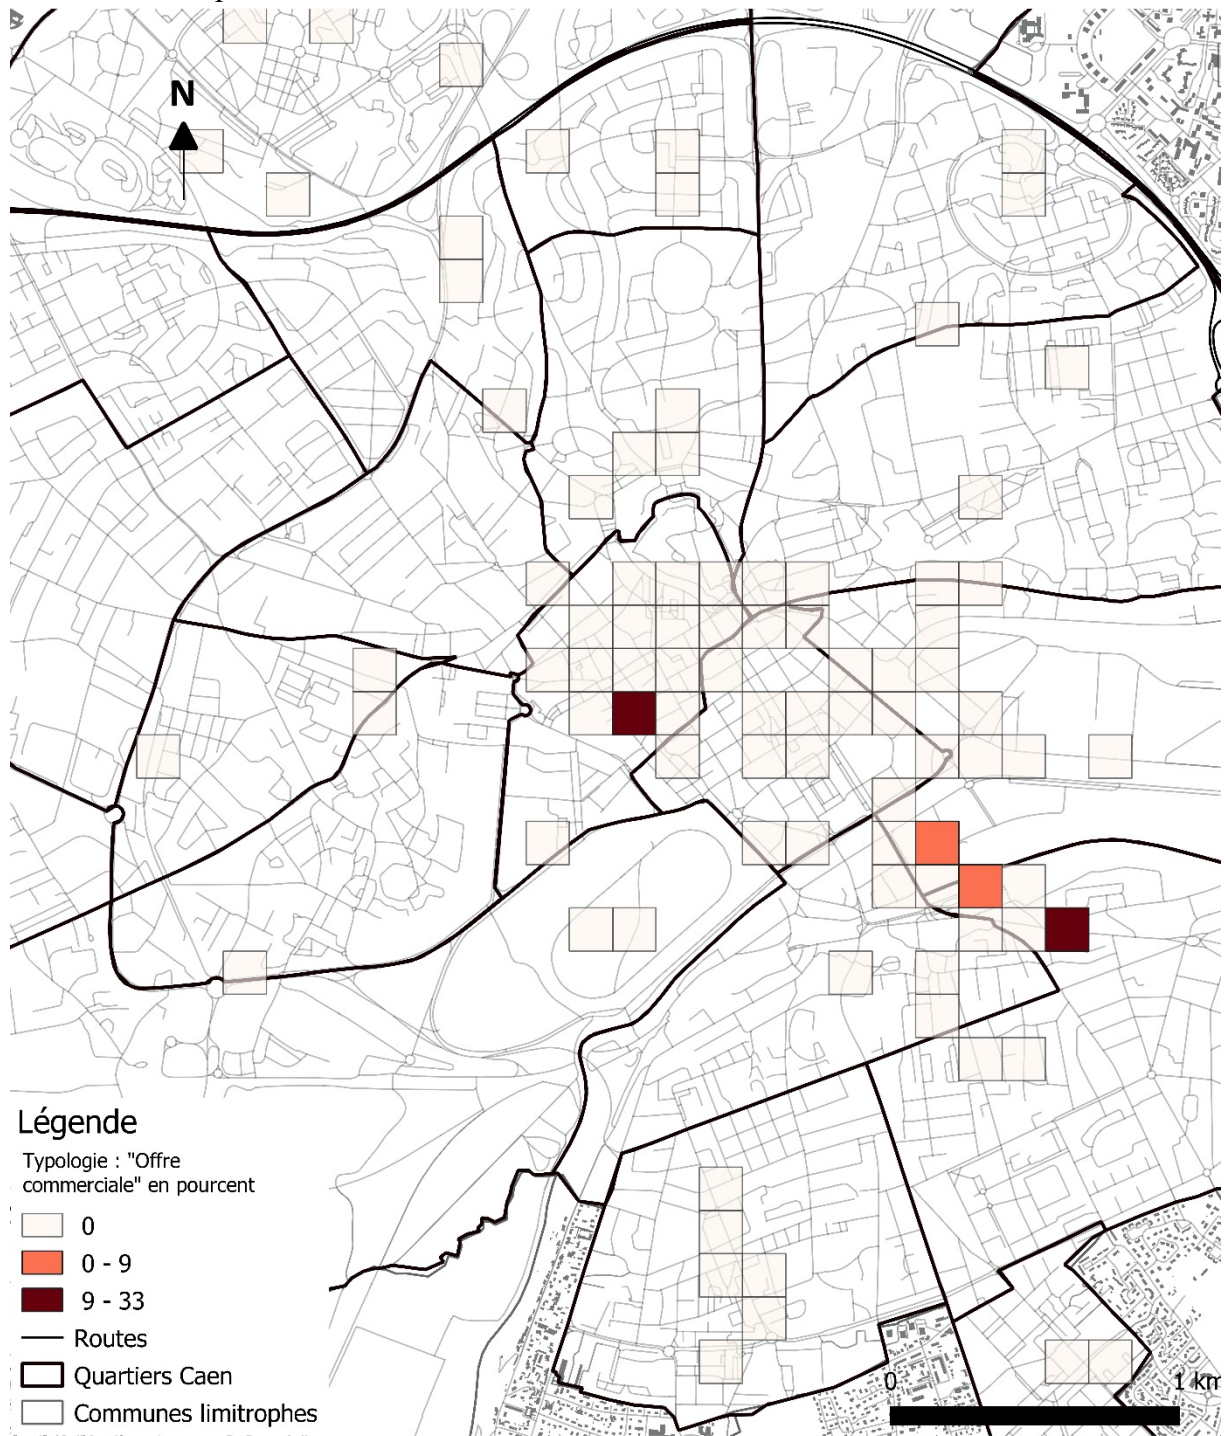 N
Légende
Typologie : "Offre
commerciale" en pourcent
0
0 - 9
9 - 33
Routes
Quartiers Caen
Communes limitrophes
0 1 km